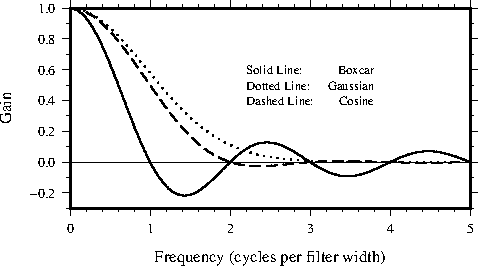 1.0
0.8
0.6
0.4
0.2
0.0
−0.2
Gain
Solid Line: Boxcar
Dotted Line: Gaussian
Dashed Line: Cosine
0 1 2 3 4 5
Frequency (cycles per filter width)